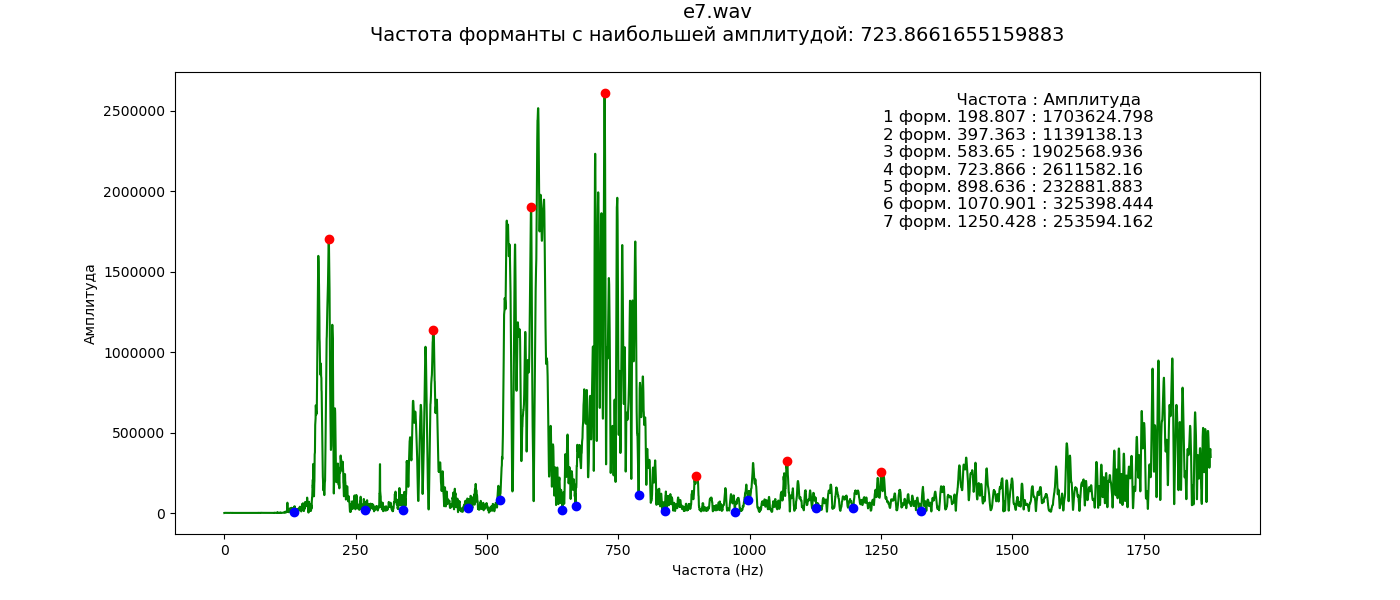 e7.wav
Частота форманты с наибольшей амплитудой: 723.8661655159883
Частота : Амплитуда
1 форм. 198.807 : 1703624.798
2 форм. 397.363 : 1139138.13
3 форм. 583.65 : 1902568.936
4 форм. 723.866 : 2611582.16
5 форм. 898.636 : 232881.883
6 форм. 1070.901 : 325398.444
7 форм. 1250.428 : 253594.162
Амплитуда
2500000
2000000
1500000
1000000
500000
0
0 250 500 750 1000 1250 1500 1750
Частота (Hz)